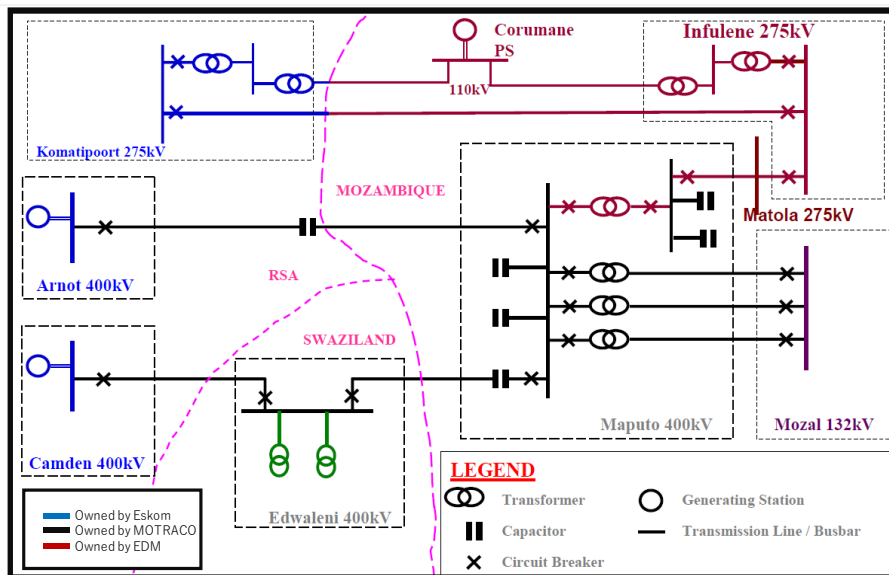 Corumane
PS
110kV
Infulene 275kV
Komatipoort 275kV
MOZAMBIQUE
Matola 275kV
Arnot 400kV
RSA
SWAZILAND
Camden 400kV
Edwaleni 400kV
Maputo 400kV
Mozal 132kV
Owned by Eskom
Owned by MOTRACO
Owned by EDM
LEGEND
Transformer
Generating Station
Capacitor
Transmission Line / Busbar
Circuit Breaker